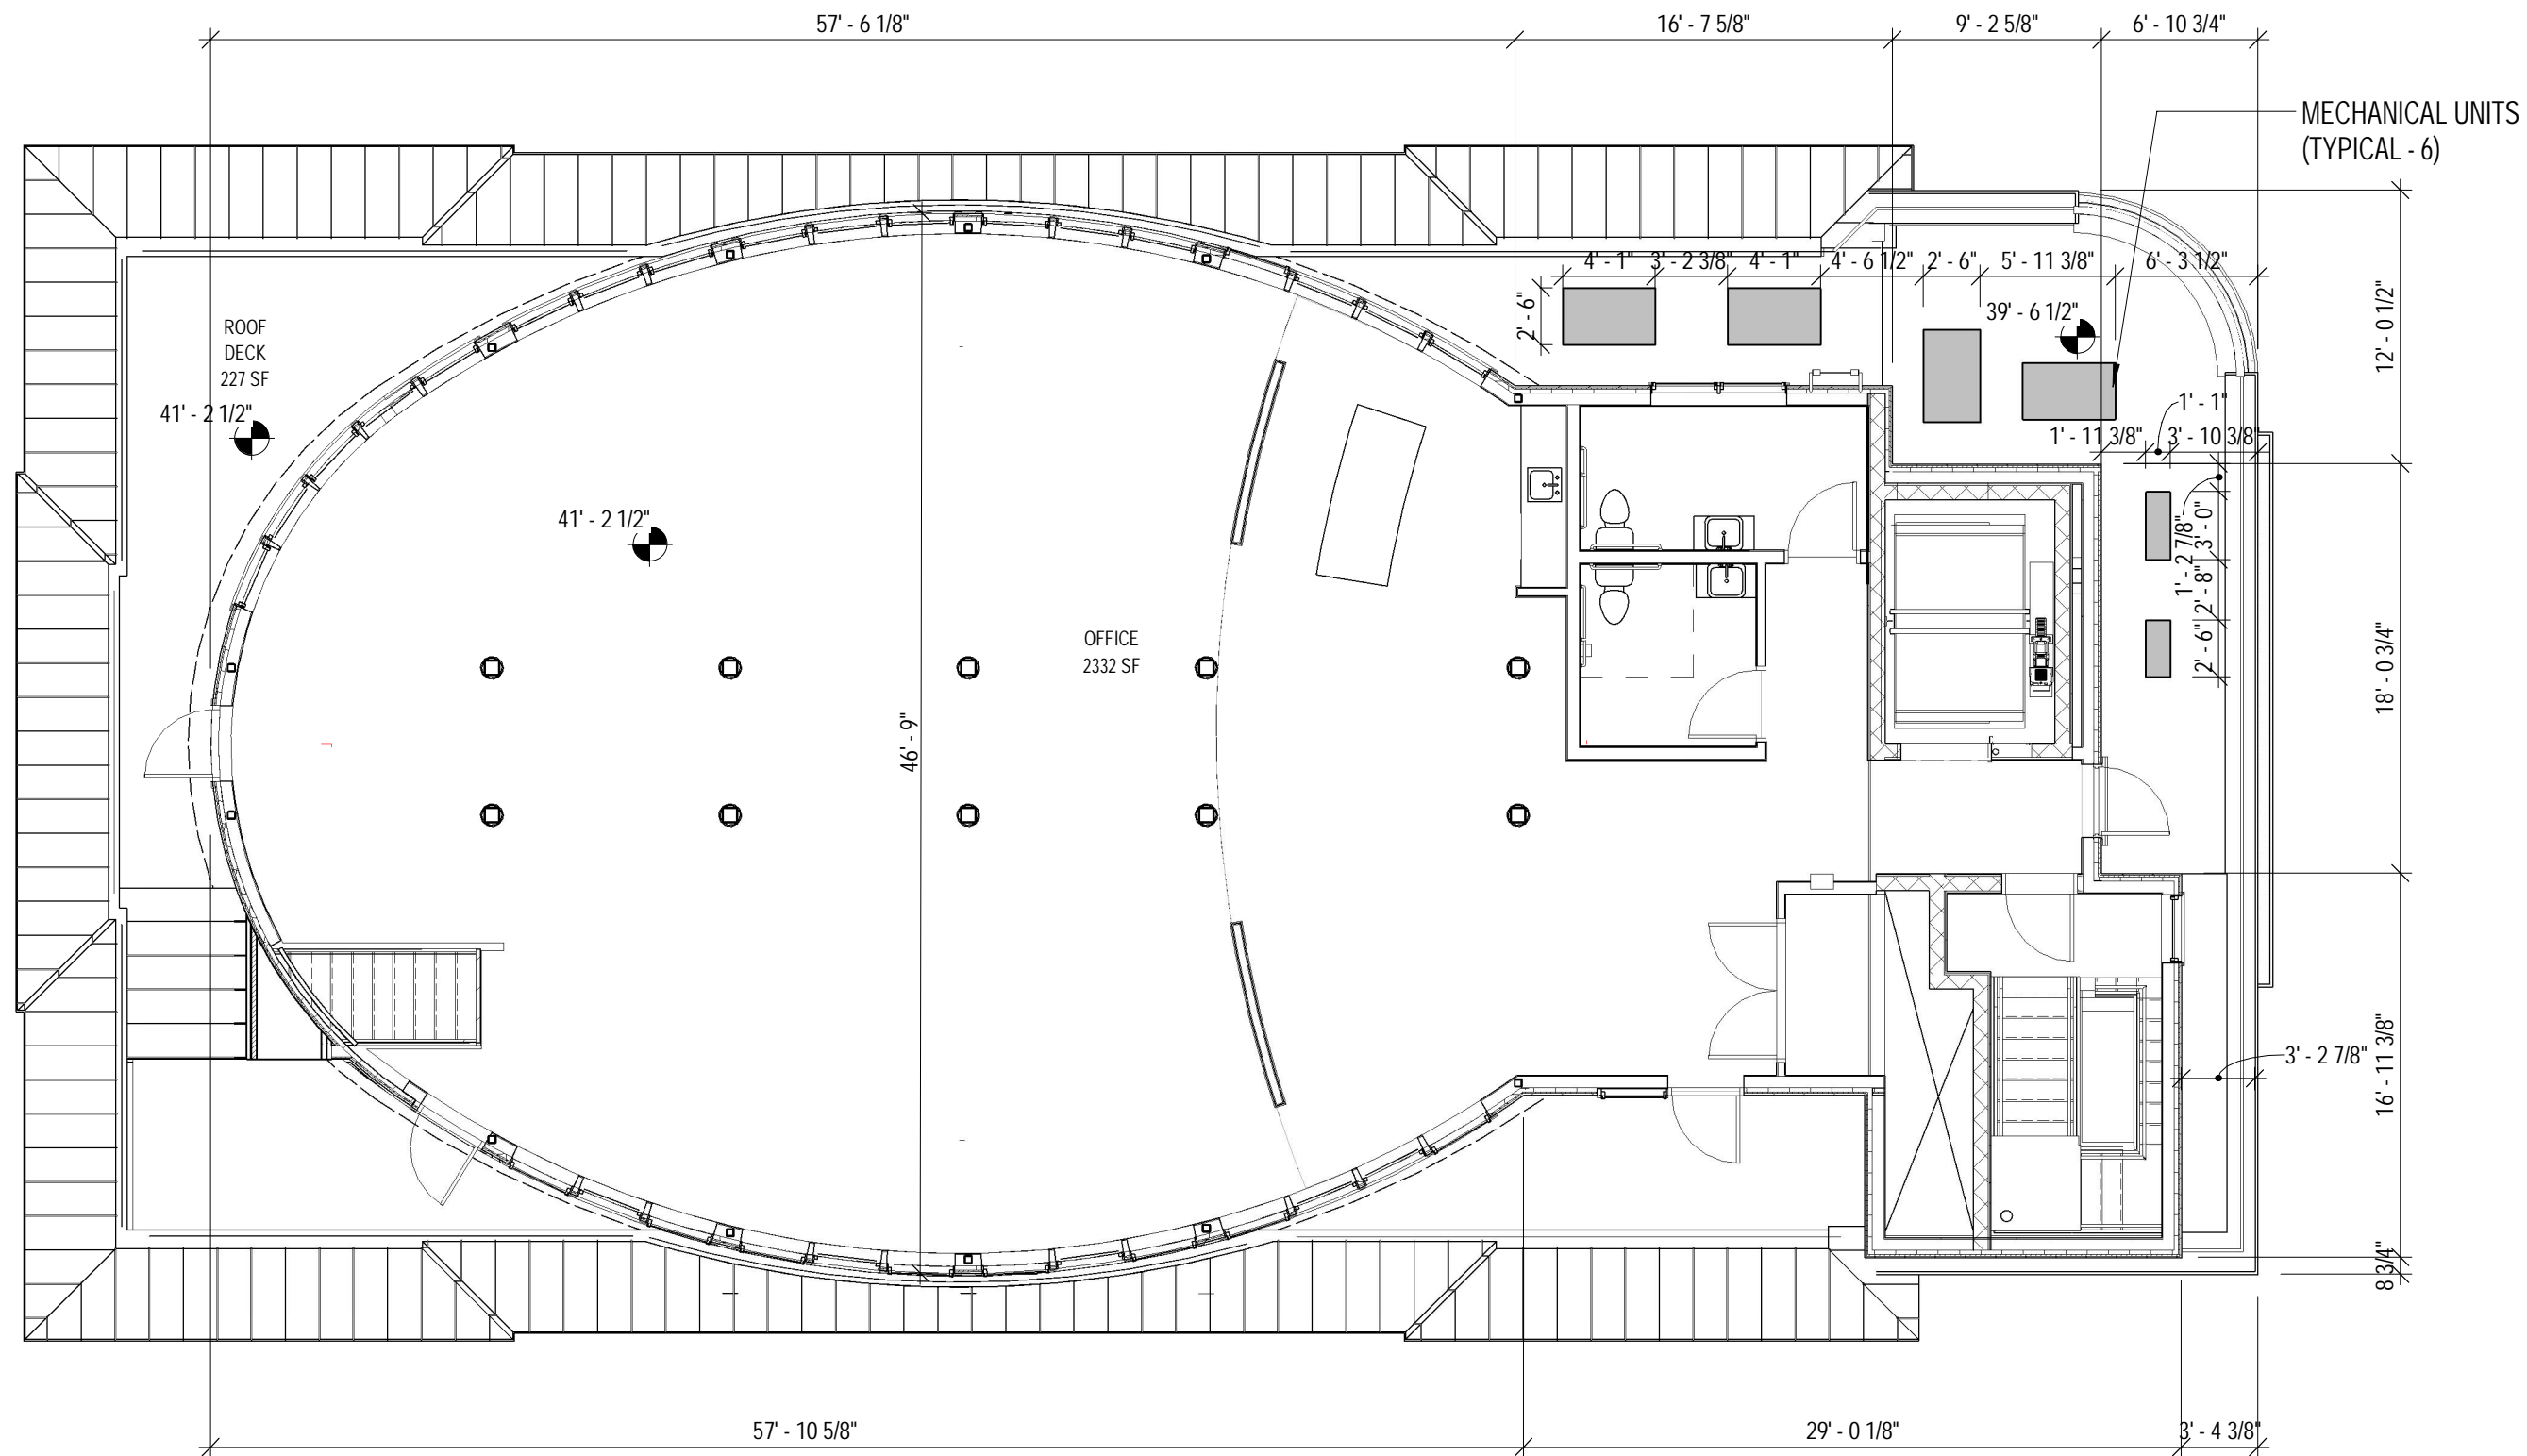 57' - 6 1/8"
16' - 7 5/8"
9' - 2 5/8"
6' - 10 3/4"
MECHANICAL UNITS
(TYPICAL - 6)
4' - 1"
3' - 2 3/8"
4' - 1"
4' - 6 1/2"
2' - 6"
5' - 11 3/8"
6' - 3 1/2"
2' - 6"
39' - 6 1/2"
12' - 0 1/2"
ROOF
DECK
227 SF
41' - 2 1/2"
1' - 1"
1' - 11 3/8"
3' - 10 3/8"
41' - 2 1/2"
1' - 2 7/8"
3' - 0"
2' - 8"
2' - 6"
OFFICE
2332 SF
18' - 0 3/4"
46' - 9"
3' - 2 7/8"
16' - 11 3/8"
8 3/4"
57' - 10 5/8"
29' - 0 1/8"
3' - 4 3/8"